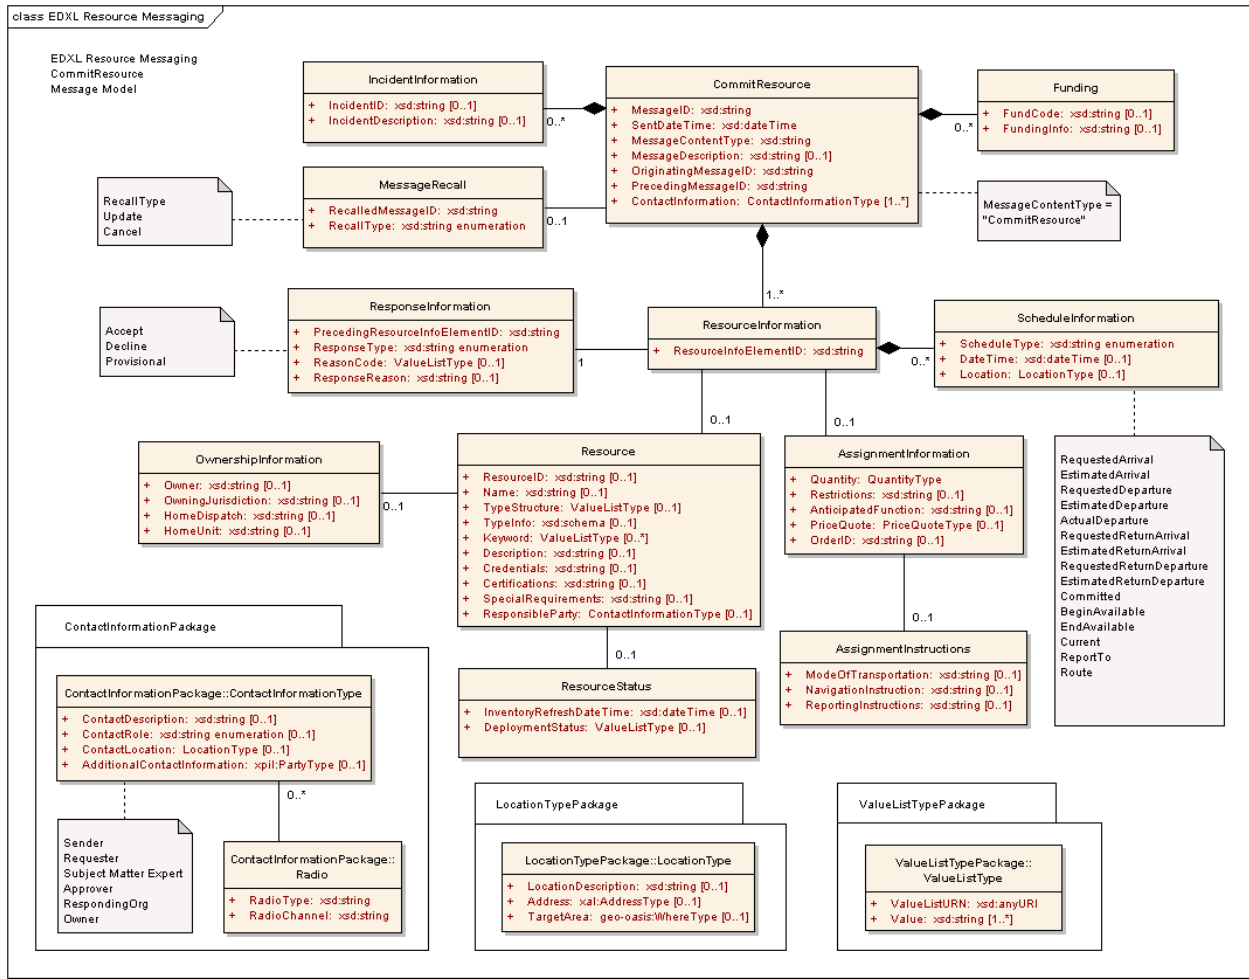 class EDXL Resource Messaging
EDXL Resource Messaging
CommitResource
Message Model
IncidentInformation
+ IncidentID: xsd:string [0..1]
+ IncidentDescription: xsd:string [0..1]
0..*
CommitResource
+ MessageID: xsd:string
+ SentDateTime: xsd:dateTime
+ MessageContentType: xsd:string
+ MessageDescription: xsd:string [0..1]
+ OriginatingMessageID: xsd:string
+ PrecedingMessageID: xsd:string
+ ContactInformation: ContactInformationType [1..*]
Funding
+ FundCode: xsd:string [0..1]
+ FundingInfo: xsd:string [0..1]
0..*
RecallType
Update
Cancel
MessageRecall
+ RecalledMessageID: xsd:string
+ RecallType: xsd:string enumeration
0..1
MessageContentType =
"CommitResource"
1..*
Accept
Decline
Provisional
ResponseInformation
+ PrecedingResourceInfoElementID: xsd:string
+ ResponseType: xsd:string enumeration
+ ReasonCode: ValueListType [0..1]
+ ResponseReason: xsd:string [0..1]
1
ResourceInformation
+ ResourceInfoElementID: xsd:string
ScheduleInformation
+ ScheduleType: xsd:string enumeration
+ DateTime: xsd:dateTime [0..1]
+ Location: LocationType [0..1]
0..*
0..1
0..1
OwnershipInformation
+ Owner: xsd:string [0..1]
+ OwningJurisdiction: xsd:string [0..1]
+ HomeDispatch: xsd:string [0..1]
+ HomeUnit: xsd:string [0..1]
0..1
Resource
+ ResourceID: xsd:string [0..1]
+ Name: xsd:string [0..1]
+ TypeStructure: ValueListType [0..1]
+ TypeInfo: xsd:schema
+ Keyword: ValueListType [0..*]
+ Description: xsd:string [0..1]
+ Credentials: xsd:string [0..1]
+ Certifications: xsd:string [0..1]
+ SpecialRequirements: xsd:string [0..1]
+ ResponsibleParty: ContactInformationType [0..1]
AssignmentInformation
+ Quantity: QuantityType
+ Restrictions: xsd:string [0..1]
+ AnticipatedFunction: xsd:string [0..1]
+ PriceQuote: PriceQuoteType [0..1]
+ OrderID: xsd:string [0..1]
RequestedArrival
EstimatedArrival
RequestedDeparture
EstimatedDeparture
ActualDeparture
RequestedReturnArrival
EstimatedReturnArrival
RequestedReturnDeparture
EstimatedReturnDeparture
Committed
BeginAvailable
EndAvailable
Current
ReportTo
Route
0..1
0..1
ResourceStatus
+ InventoryRefreshDateTime: xsd:dateTime [0..1]
+ DeploymentStatus: ValueListType [0..1]
AssignmentInstructions
+ ModeOfTransportation: xsd:string [0..1]
+ NavigationInstruction: xsd:string [0..1]
+ ReportingInstructions: xsd:string [0..1]
ContactInformationPackage
ContactInformationPackage::ContactInformationType
+ ContactDescription: xsd:string [0..1]
+ ContactRole: xsd:string enumeration [0..1]
+ ContactLocation: LocationType [0..1]
+ AdditionalContactInformation: xpil:PartyType [0..1]
0..*
Sender
Requester
Subject Matter Expert
Approver
RespondingOrg
Owner
ContactInformationPackage::
Radio
+ RadioType: xsd:string
+ RadioChannel: xsd:string
LocationTypePackage
LocationTypePackage::LocationType
+ LocationDescription: xsd:string [0..1]
+ Address: xal:AddressType [0..1]
+ TargetArea: geo-oasis:WhereType [0..1]
ValueListTypePackage
ValueListTypePackage::
ValueListType
+ ValueListURN: xsd:anyURI
+ Value: xsd:string [1..*]